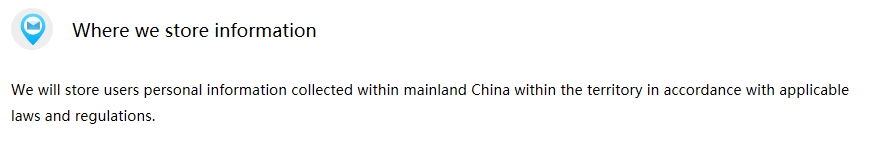 Where we store information
We will store users personal information collected within mainland China within the territory in accordance with applicable
laws and regulations.